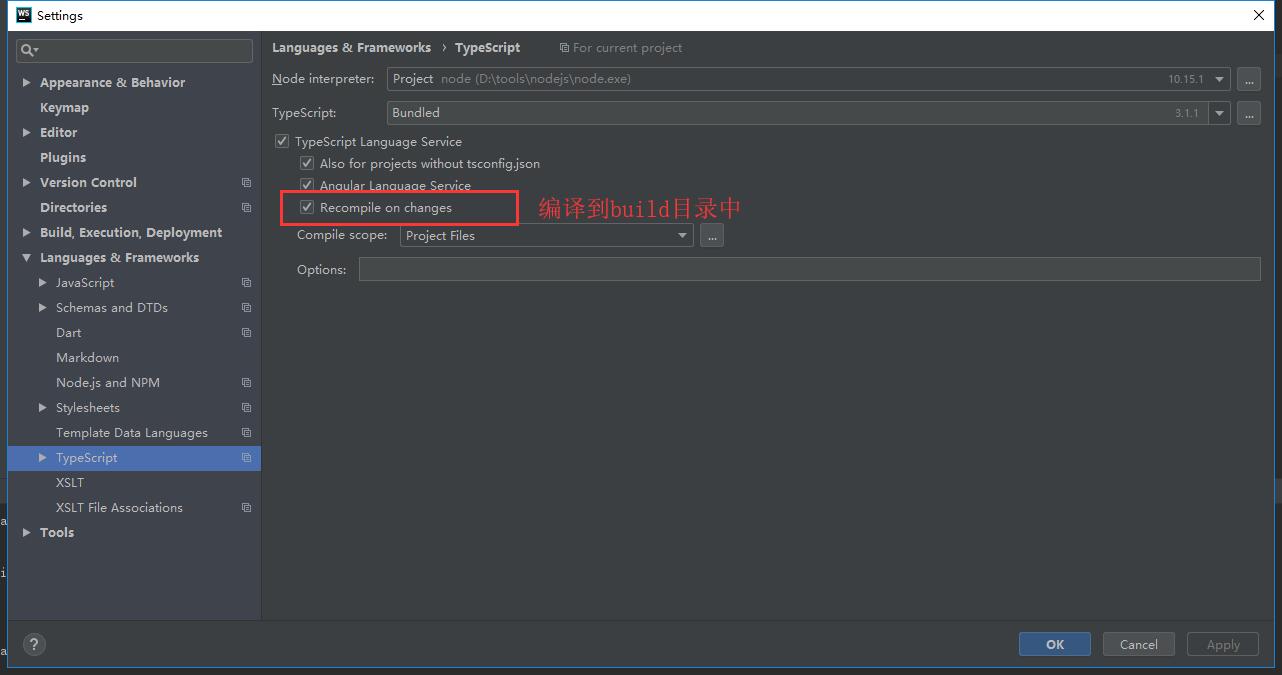 WS Settings
Languages & Frameworks › TypeScript For current project
Node interpreter: Project node (D:\tools\nodejs\node.exe) 10.15.1 ...
TypeScript: Bundled 3.1.1 ...
TypeScript Language Service
Also for projects without tsconfig.json
Angular Language Service
Recompile on changes 编译到build目录中
Compile scope: Project Files ...
Options:
Appearance & Behavior
Keymap
Editor
Plugins
Version Control
Directories
Build, Execution, Deployment
Languages & Frameworks
JavaScript
Schemas and DTDs
Dart
Markdown
Node.js and NPM
Stylesheets
Template Data Languages
TypeScript
XSLT
XSLT File Associations
Tools
a
i
a
?
OK Cancel Apply